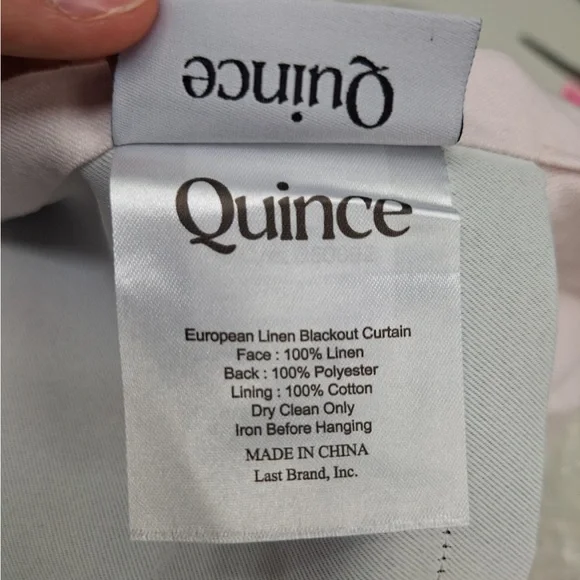 Quince
Quince
European Linen Blackout Curtain
Face : 100% Linen
Back : 100% Polyester
Lining : 100% Cotton
Dry Clean Only
Iron Before Hanging
MADE IN CHINA
Last Brand, Inc.